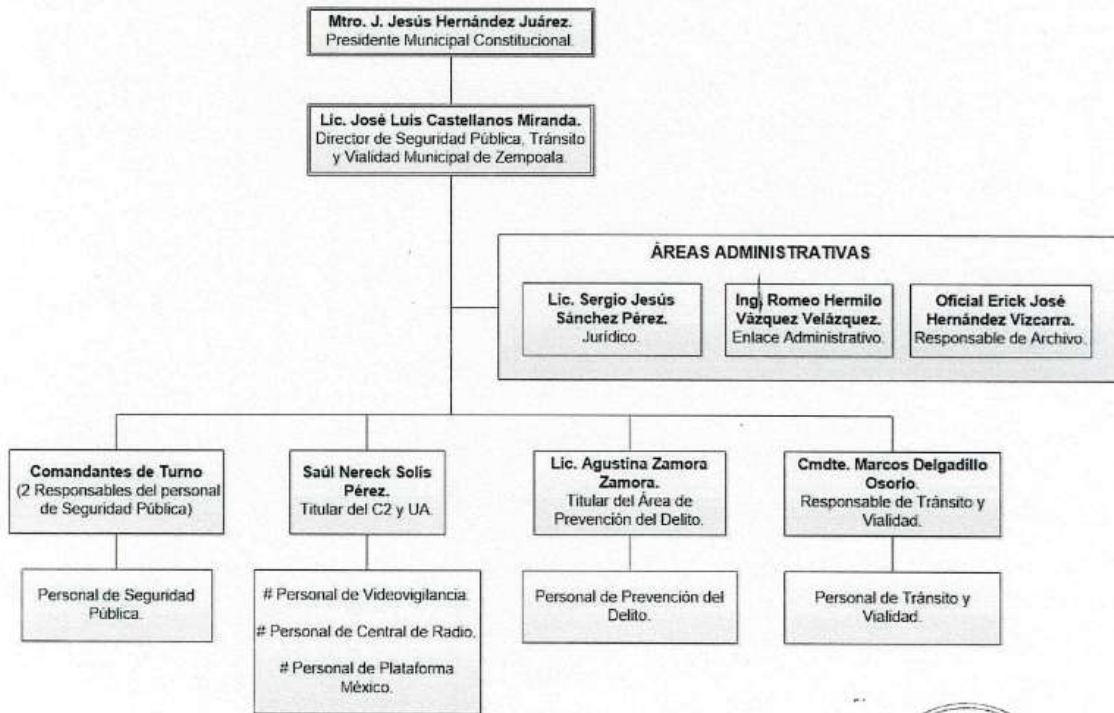 Mtro. J. Jesús Hernández Juárez.
Presidente Municipal Constitucional.
Lic. José Luis Castellanos Miranda.
Director de Seguridad Pública, Tránsito
y Vialidad Municipal de Zempoala.
ÁREAS ADMINISTRATIVAS
Lic. Sergio Jesús
Sánchez Pérez.
Jurídico.
Ing. Romeo Hermilo
Vázquez Velázquez.
Enlace Administrativo.
Oficial Erick José
Hernández Vizcarra.
Responsable de Archivo.
Comandantes de Turno
(2 Responsables del personal
de Seguridad Pública)
Saúl Nereck Solís
Pérez.
Titular del C2 y UA.
Lic. Agustina Zamora
Zamora.
Titular del Área de
Prevención del Delito.
Cmdte. Marcos Delgadillo
Osorio.
Responsable de Tránsito y
Vialidad.
Personal de Seguridad
Pública.
# Personal de Videovigilancia.
# Personal de Central de Radio.
# Personal de Plataforma
México.
Personal de Prevención del
Delito.
Personal de Tránsito y
Vialidad.